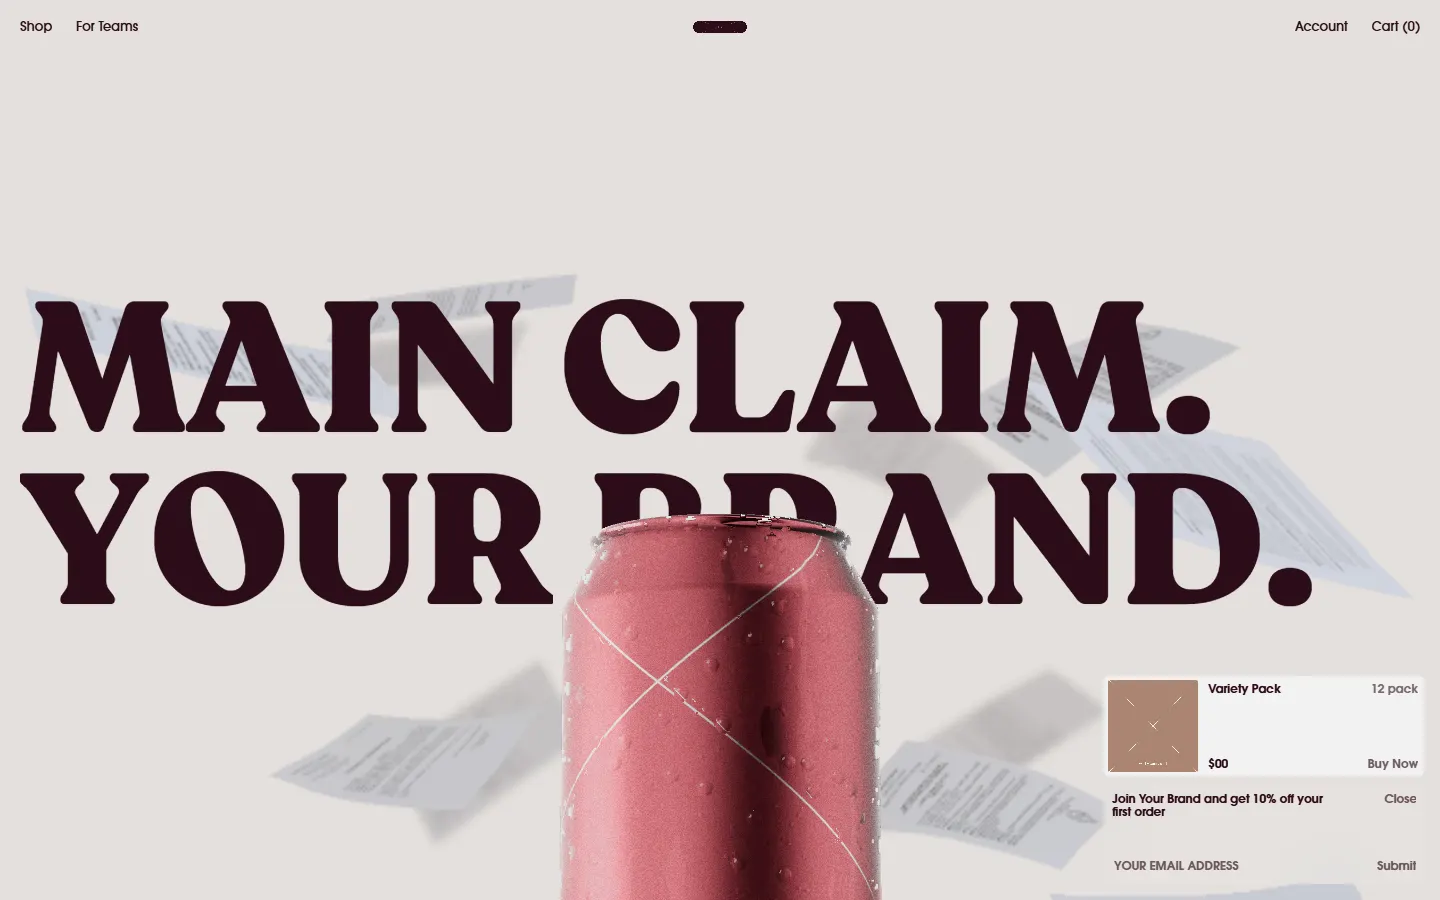 Shop
For Teams
Account
Cart (0)
MAIN CLAIM.
YOUR BRAND.
Variety Pack
12 pack
$00
Buy Now
Join Your Brand and get 10% off your
first order
Close
YOUR EMAIL ADDRESS
Submit